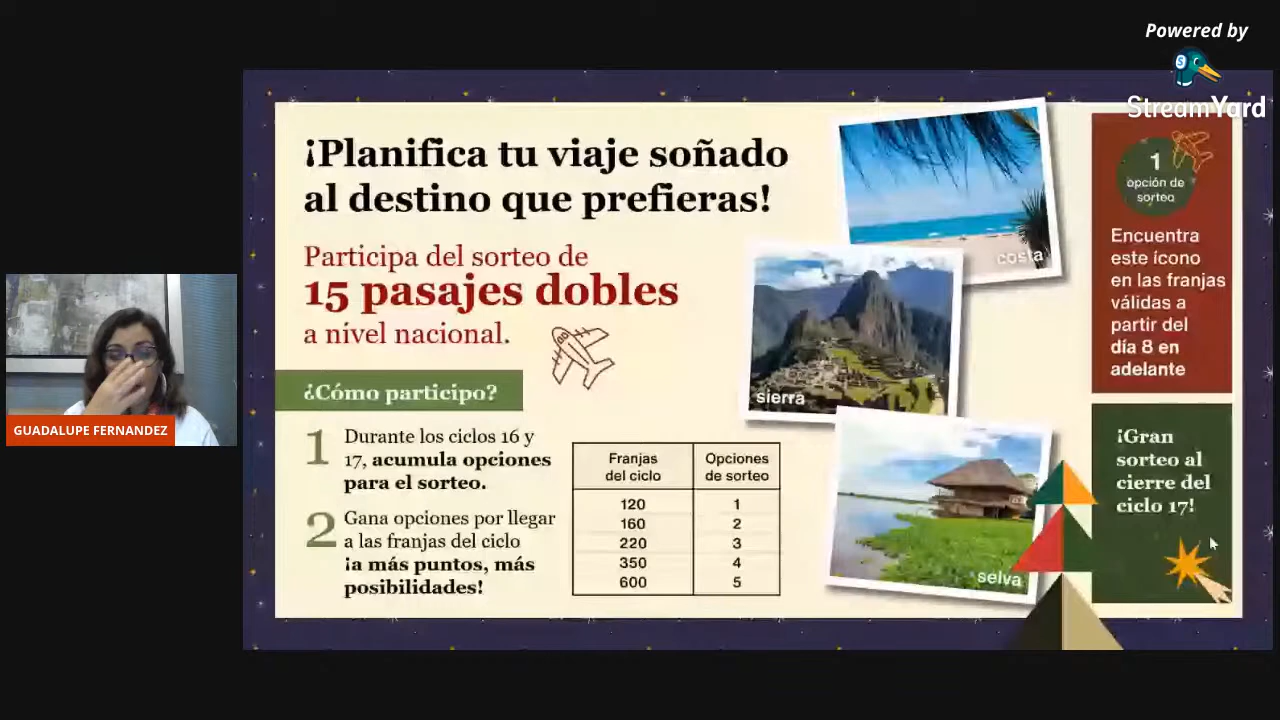 Powered by
StreamYard
¡Planifica tu viaje soñado
al destino que prefieras!
Participa del sorteo de
15 pasajes dobles
a nivel nacional.
¿Cómo participo?
1 Durante los ciclos 16 y
17, acumula opciones
para el sorteo.
2 Gana opciones por llegar
a las franjas del ciclo
¡a más puntos, más
posibilidades!
Franjas del ciclo Opciones de sorteo
120 1
160 2
220 3
350 4
600 5
costa
sierra
selva
1
opción de
sorteo
Encuentra
este ícono
en las franjas
válidas a
partir del
día 8 en
adelante
¡Gran
sorteo al
cierre del
ciclo 17!
GUADALUPE FERNANDEZ